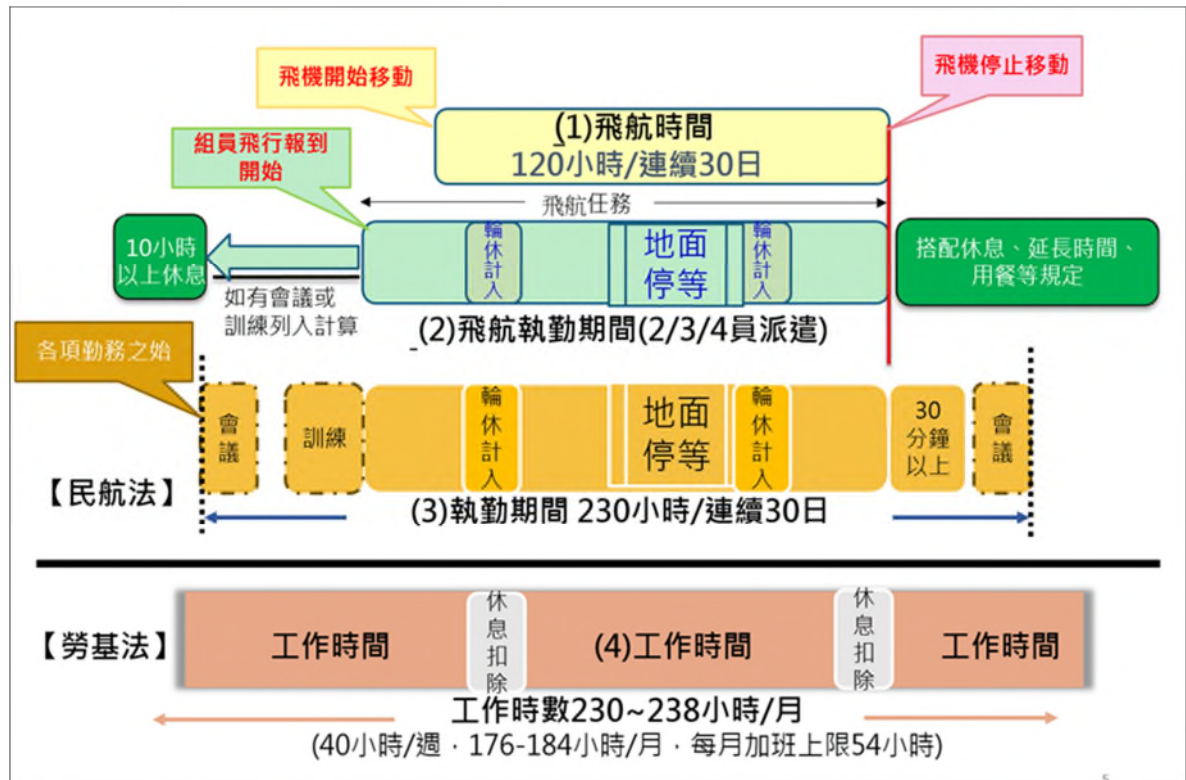 飛機開始移動
飛機停止移動
(1)飛航時間
120小時/連續30日
組員飛行報到
開始
飛航任務
10小時
以上休息
輪休計入
地面
停等
輪休計入
搭配休息、延長時間、
用餐等規定
如有會議或
訓練列入計算
(2)飛航執勤期間(2/3/4員派遣)
各項勤務之始
會議
訓練
輪休計入
地面
停等
輪休計入
30
分鐘
以上
會議
【民航法】
(3)執勤期間 230小時/連續30日
【勞基法】
工作時間
休息扣除
(4)工作時間
休息扣除
工作時間
工作時數230~238小時/月
(40小時/週，176-184小時/月，每月加班上限54小時)
5